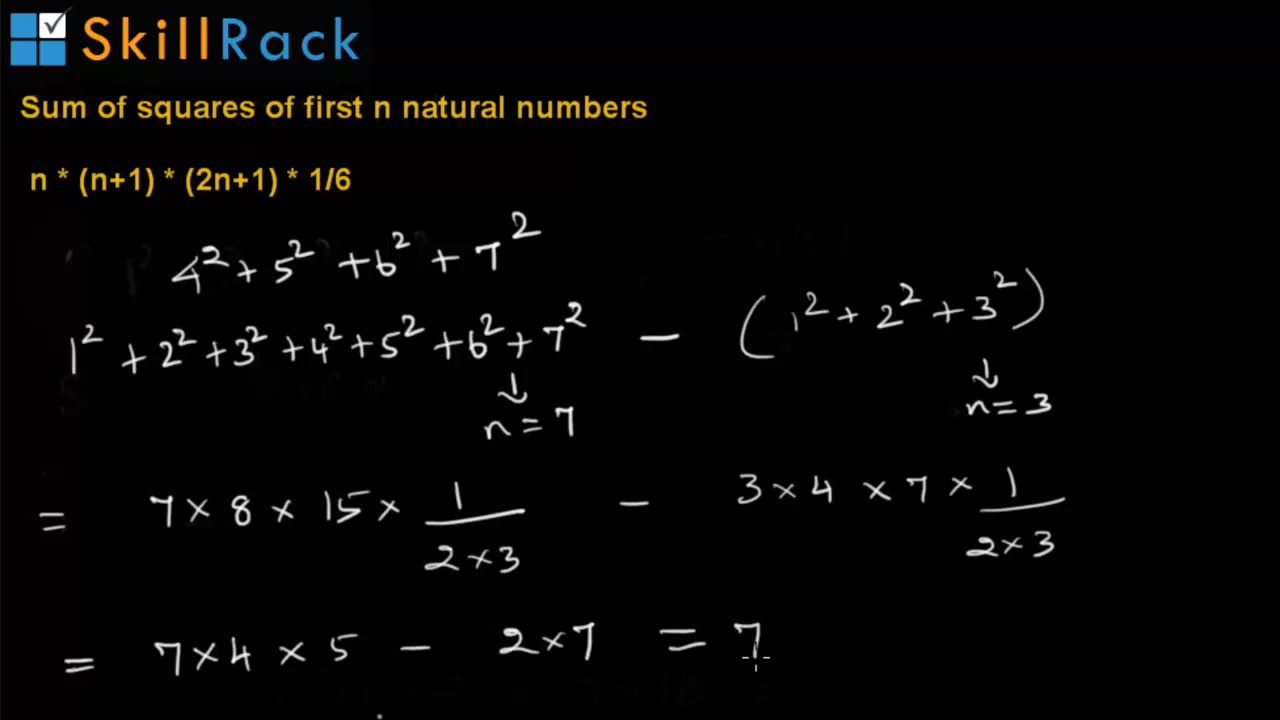 SkillRack
Sum of squares of first n natural numbers
n * (n+1) * (2n+1) * 1/6
4² + 5² + 6² + 7²
1² + 2² + 3² + 4² + 5² + 6² + 7² − (1² + 2² + 3²)
↓ ↓
n = 7 n = 3
= 7 × 8 × 15 × 1/(2 × 3) − 3 × 4 × 7 × 1/(2 × 3)
= 7 × 4 × 5 − 2 × 7 = 7